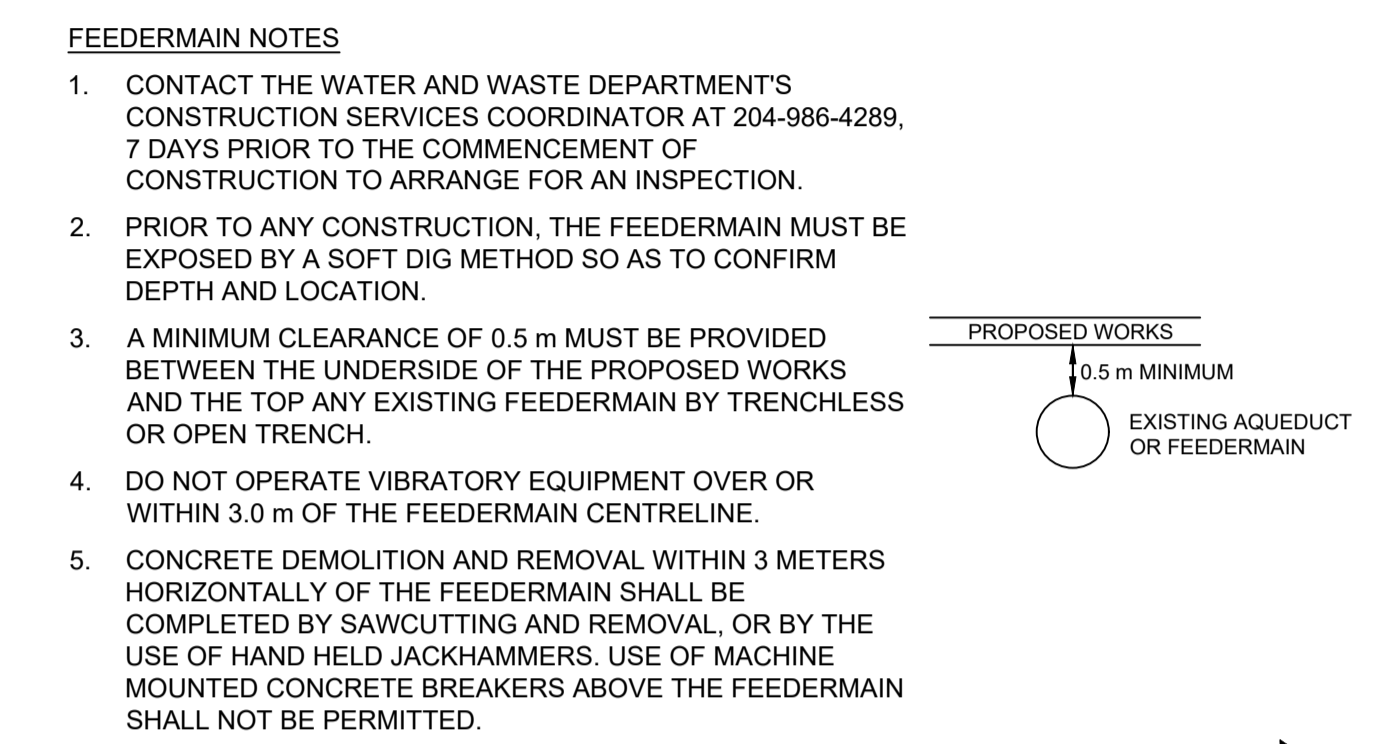 FEEDERMAIN NOTES
1. CONTACT THE WATER AND WASTE DEPARTMENT'S
CONSTRUCTION SERVICES COORDINATOR AT 204-986-4289,
7 DAYS PRIOR TO THE COMMENCEMENT OF
CONSTRUCTION TO ARRANGE FOR AN INSPECTION.
2. PRIOR TO ANY CONSTRUCTION, THE FEEDERMAIN MUST BE
EXPOSED BY A SOFT DIG METHOD SO AS TO CONFIRM
DEPTH AND LOCATION.
3. A MINIMUM CLEARANCE OF 0.5 m MUST BE PROVIDED
BETWEEN THE UNDERSIDE OF THE PROPOSED WORKS
AND THE TOP ANY EXISTING FEEDERMAIN BY TRENCHLESS
OR OPEN TRENCH.
4. DO NOT OPERATE VIBRATORY EQUIPMENT OVER OR
WITHIN 3.0 m OF THE FEEDERMAIN CENTRELINE.
5. CONCRETE DEMOLITION AND REMOVAL WITHIN 3 METERS
HORIZONTALLY OF THE FEEDERMAIN SHALL BE
COMPLETED BY SAWCUTTING AND REMOVAL, OR BY THE
USE OF HAND HELD JACKHAMMERS. USE OF MACHINE
MOUNTED CONCRETE BREAKERS ABOVE THE FEEDERMAIN
SHALL NOT BE PERMITTED.
PROPOSED WORKS
0.5 m MINIMUM
EXISTING AQUEDUCT
OR FEEDERMAIN